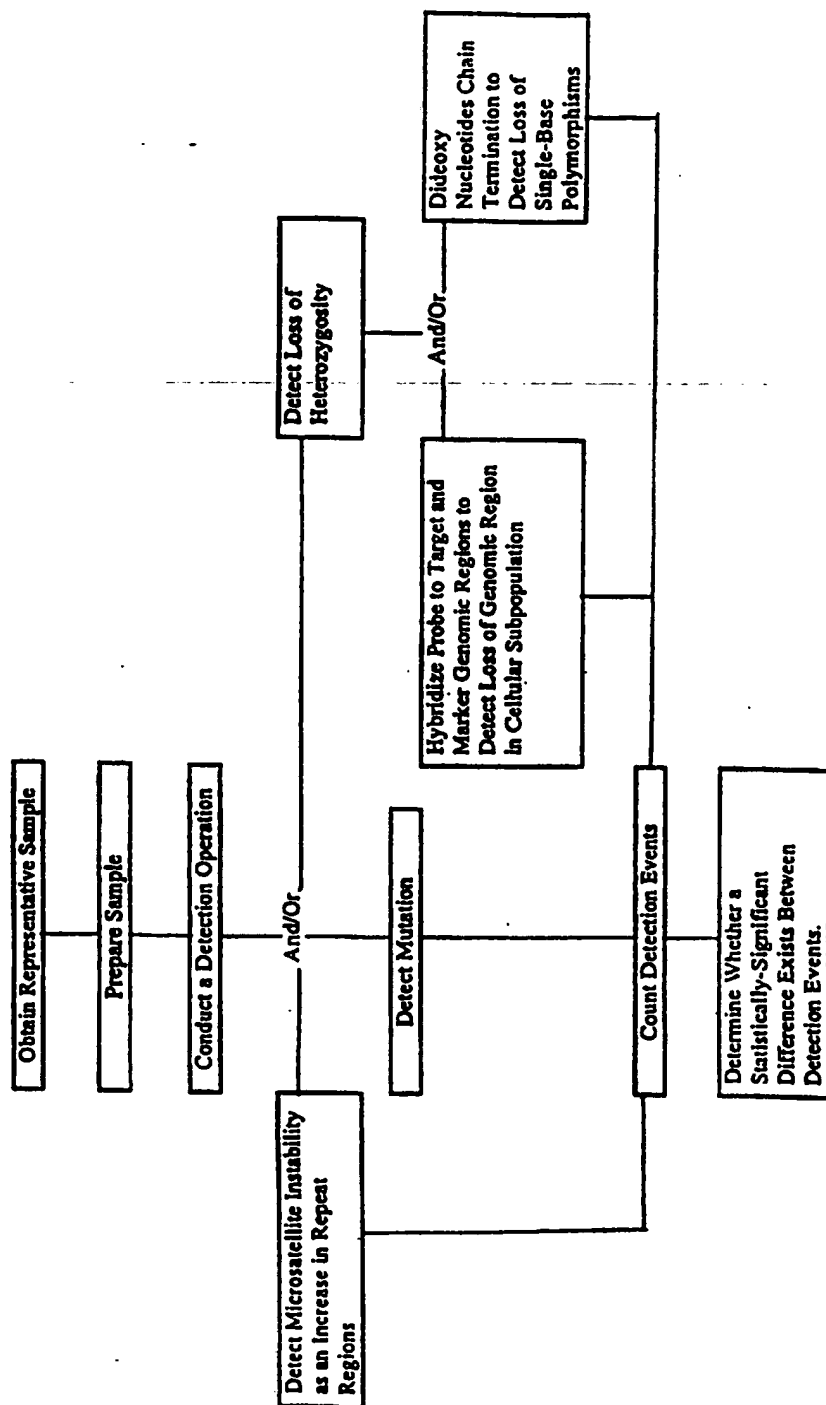 Obtain Representative Sample
Prepare Sample
Conduct a Detection Operation
And/Or
Detect Microsatellite Instability
as an Increase in Repeat
Regions
Detect Mutation
Detect Loss of
Heterozygosity
And/Or
Hybridize Probe to Target and
Marker Genomic Regions to
Detect Loss of Genomic Region
In Cellular Subpopulation
Dideoxy
Nucleotides Chain
Termination to
Detect Loss of
Single-Base
Polymorphisms
Count Detection Events
Determine Whether a
Statistically-Significant
Difference Exists Between
Detection Events.